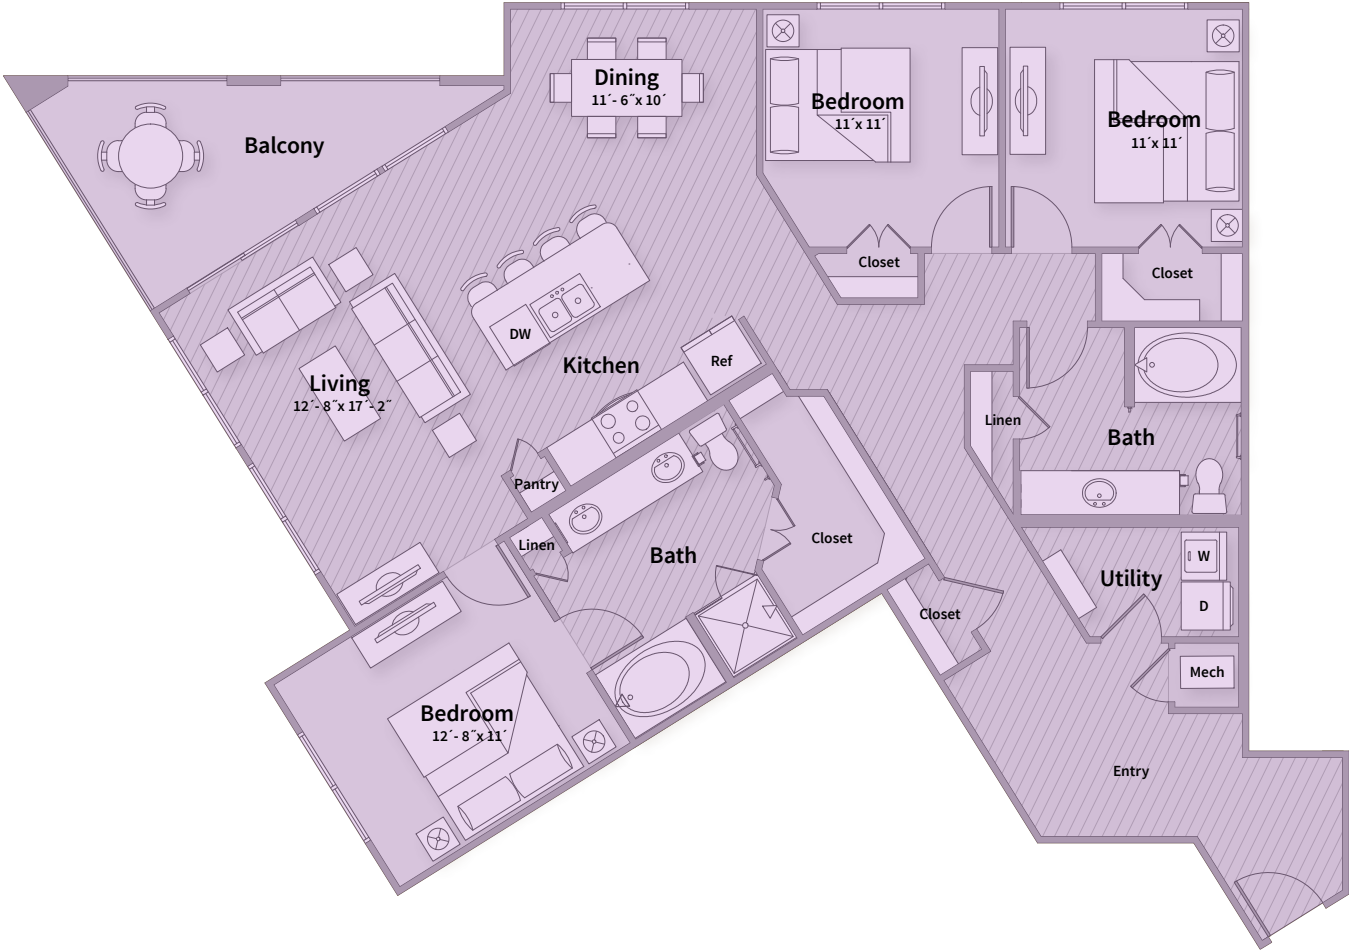 Dining
11´- 6˝x 10´
Bedroom
11´x 11´
Bedroom
11´x 11´
Balcony
Closet
Closet
DW
Kitchen
Ref
Living
12´- 8˝x 17´- 2˝
Linen
Bath
Pantry
Linen
Bath
Closet
W
Utility
D
Closet
Mech
Bedroom
12´- 8˝x 11´
Entry